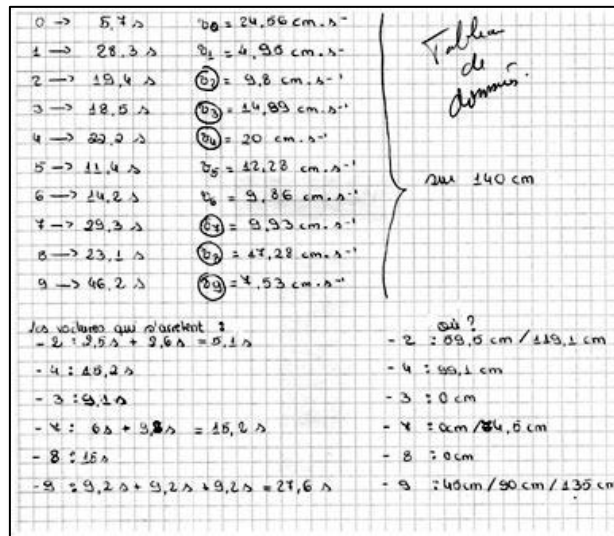 0 → 5,7 s v0 = 24,56 cm.s⁻
1 → 28,3 s v1 = 4,95 cm.s⁻
2 → 19,4 s v2 = 9,8 cm.s⁻¹
3 → 18,5 s v3 = 14,89 cm.s⁻¹
4 → 22,2 s v4 = 20 cm.s⁻¹
5 → 11,4 s v5 = 12,28 cm.s⁻¹
6 → 14,2 s v6 = 9,86 cm.s⁻¹
7 → 29,3 s v7 = 9,93 cm.s⁻¹
8 → 23,1 s v8 = 17,28 cm.s⁻¹
9 → 46,2 s v9 = 7,53 cm.s⁻¹
Tableau
de
données.
sur 140 cm
les voitures qui s'arretent :
- 2 : 2,5 s + 2,6 s = 5,1 s
- 4 : 15,2 s
- 3 : 9,1 s
- 7 : 6 s + 9,2 s = 15,2 s
- 8 : 15 s
- 9 : 9,2 s + 9,2 s + 9,2 s = 27,6 s
où ?
- 2 : 59,5 cm / 119,1 cm
- 4 : 99,1 cm
- 3 : 0 cm
- 7 : 0 cm / 84,5 cm
- 8 : 0 cm
- 9 : 45 cm / 90 cm / 135 cm